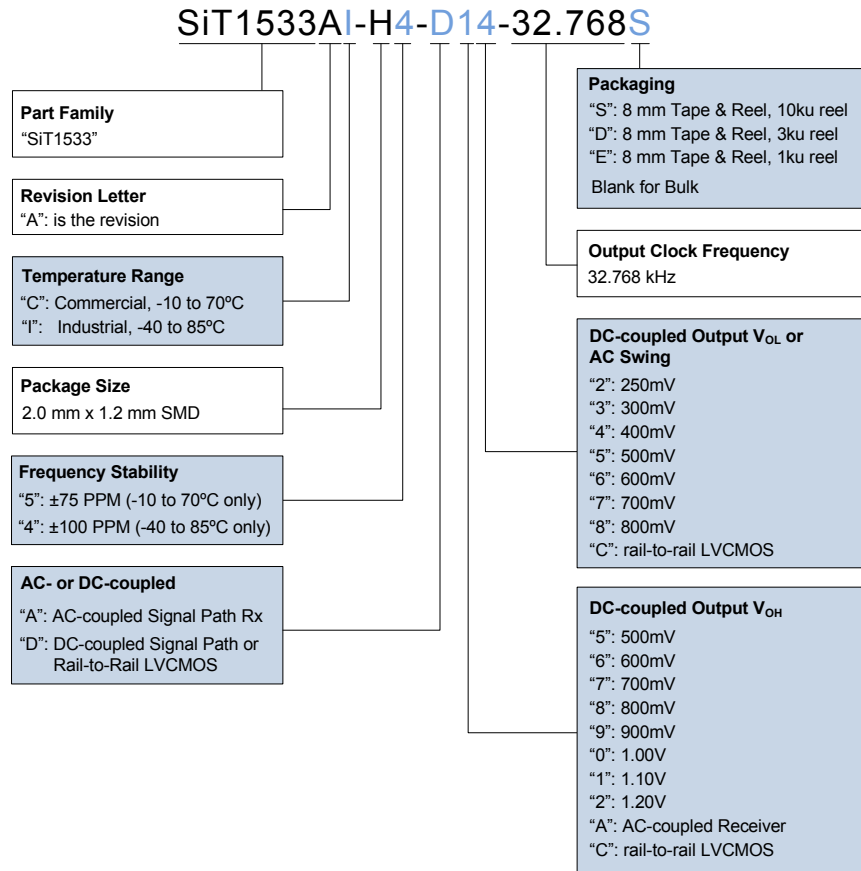 SiT1533AI-H4-D14-32.768S
Part Family
“SiT1533”
Revision Letter
“A”: is the revision
Temperature Range
“C”: Commercial, -10 to 70ºC
“I”: Industrial, -40 to 85ºC
Package Size
2.0 mm x 1.2 mm SMD
Frequency Stability
“5”: ±75 PPM (-10 to 70ºC only)
“4”: ±100 PPM (-40 to 85ºC only)
AC- or DC-coupled
“A”: AC-coupled Signal Path Rx
“D”: DC-coupled Signal Path or
Rail-to-Rail LVCMOS
Packaging
“S”: 8 mm Tape & Reel, 10ku reel
“D”: 8 mm Tape & Reel, 3ku reel
“E”: 8 mm Tape & Reel, 1ku reel
Blank for Bulk
Output Clock Frequency
32.768 kHz
DC-coupled Output VOL or
AC Swing
“2”: 250mV
“3”: 300mV
“4”: 400mV
“5”: 500mV
“6”: 600mV
“7”: 700mV
“8”: 800mV
“C”: rail-to-rail LVCMOS
DC-coupled Output VOH
“5”: 500mV
“6”: 600mV
“7”: 700mV
“8”: 800mV
“9”: 900mV
“0”: 1.00V
“1”: 1.10V
“2”: 1.20V
“A”: AC-coupled Receiver
“C”: rail-to-rail LVCMOS